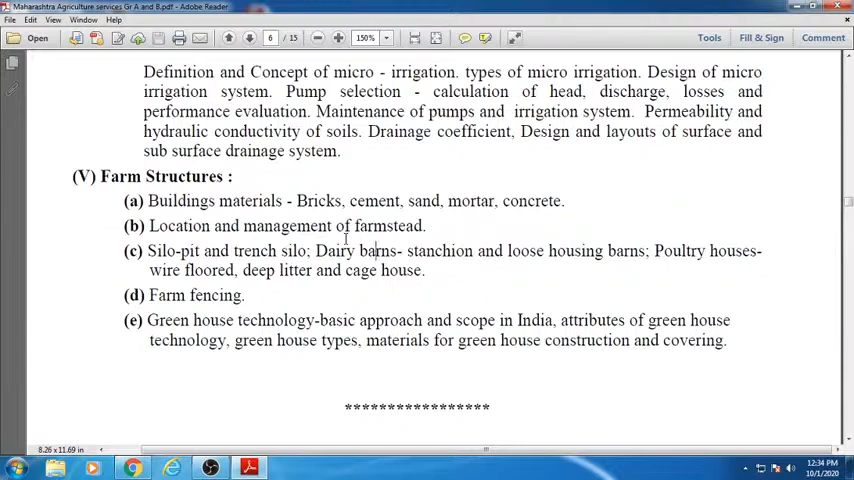 Maharashtra Agriculture services Gr A and B.pdf - Adobe Reader
File Edit View Window Help
Open 6 / 15 150% Tools Fill & Sign Comment
Definition and Concept of micro - irrigation. types of micro irrigation. Design of micro
irrigation system. Pump selection - calculation of head, discharge, losses and
performance evaluation. Maintenance of pumps and irrigation system. Permeability and
hydraulic conductivity of soils. Drainage coefficient, Design and layouts of surface and
sub surface drainage system.
(V) Farm Structures :
(a) Buildings materials - Bricks, cement, sand, mortar, concrete.
(b) Location and management of farmstead.
(c) Silo-pit and trench silo; Dairy barns- stanchion and loose housing barns; Poultry houses-
wire floored, deep litter and cage house.
(d) Farm fencing.
(e) Green house technology-basic approach and scope in India, attributes of green house
technology, green house types, materials for green house construction and covering.
*****************
8.26 x 11.69 in
12:34 PM
10/1/2020